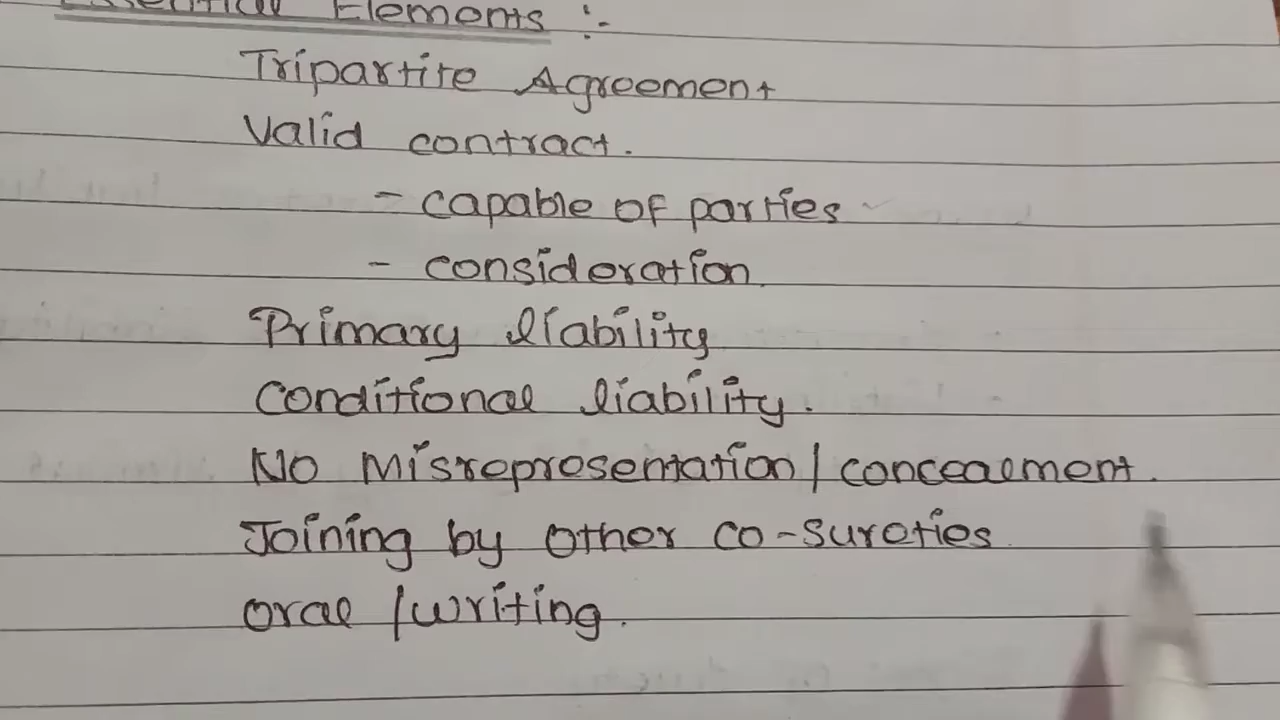 Essential Elements :-
Tripartite Agreement
Valid contract.
- capable of parties
- consideration
Primary liability
Conditional liability.
No Misrepresentation/concealment.
Joining by other co-sureties
oral/writing.